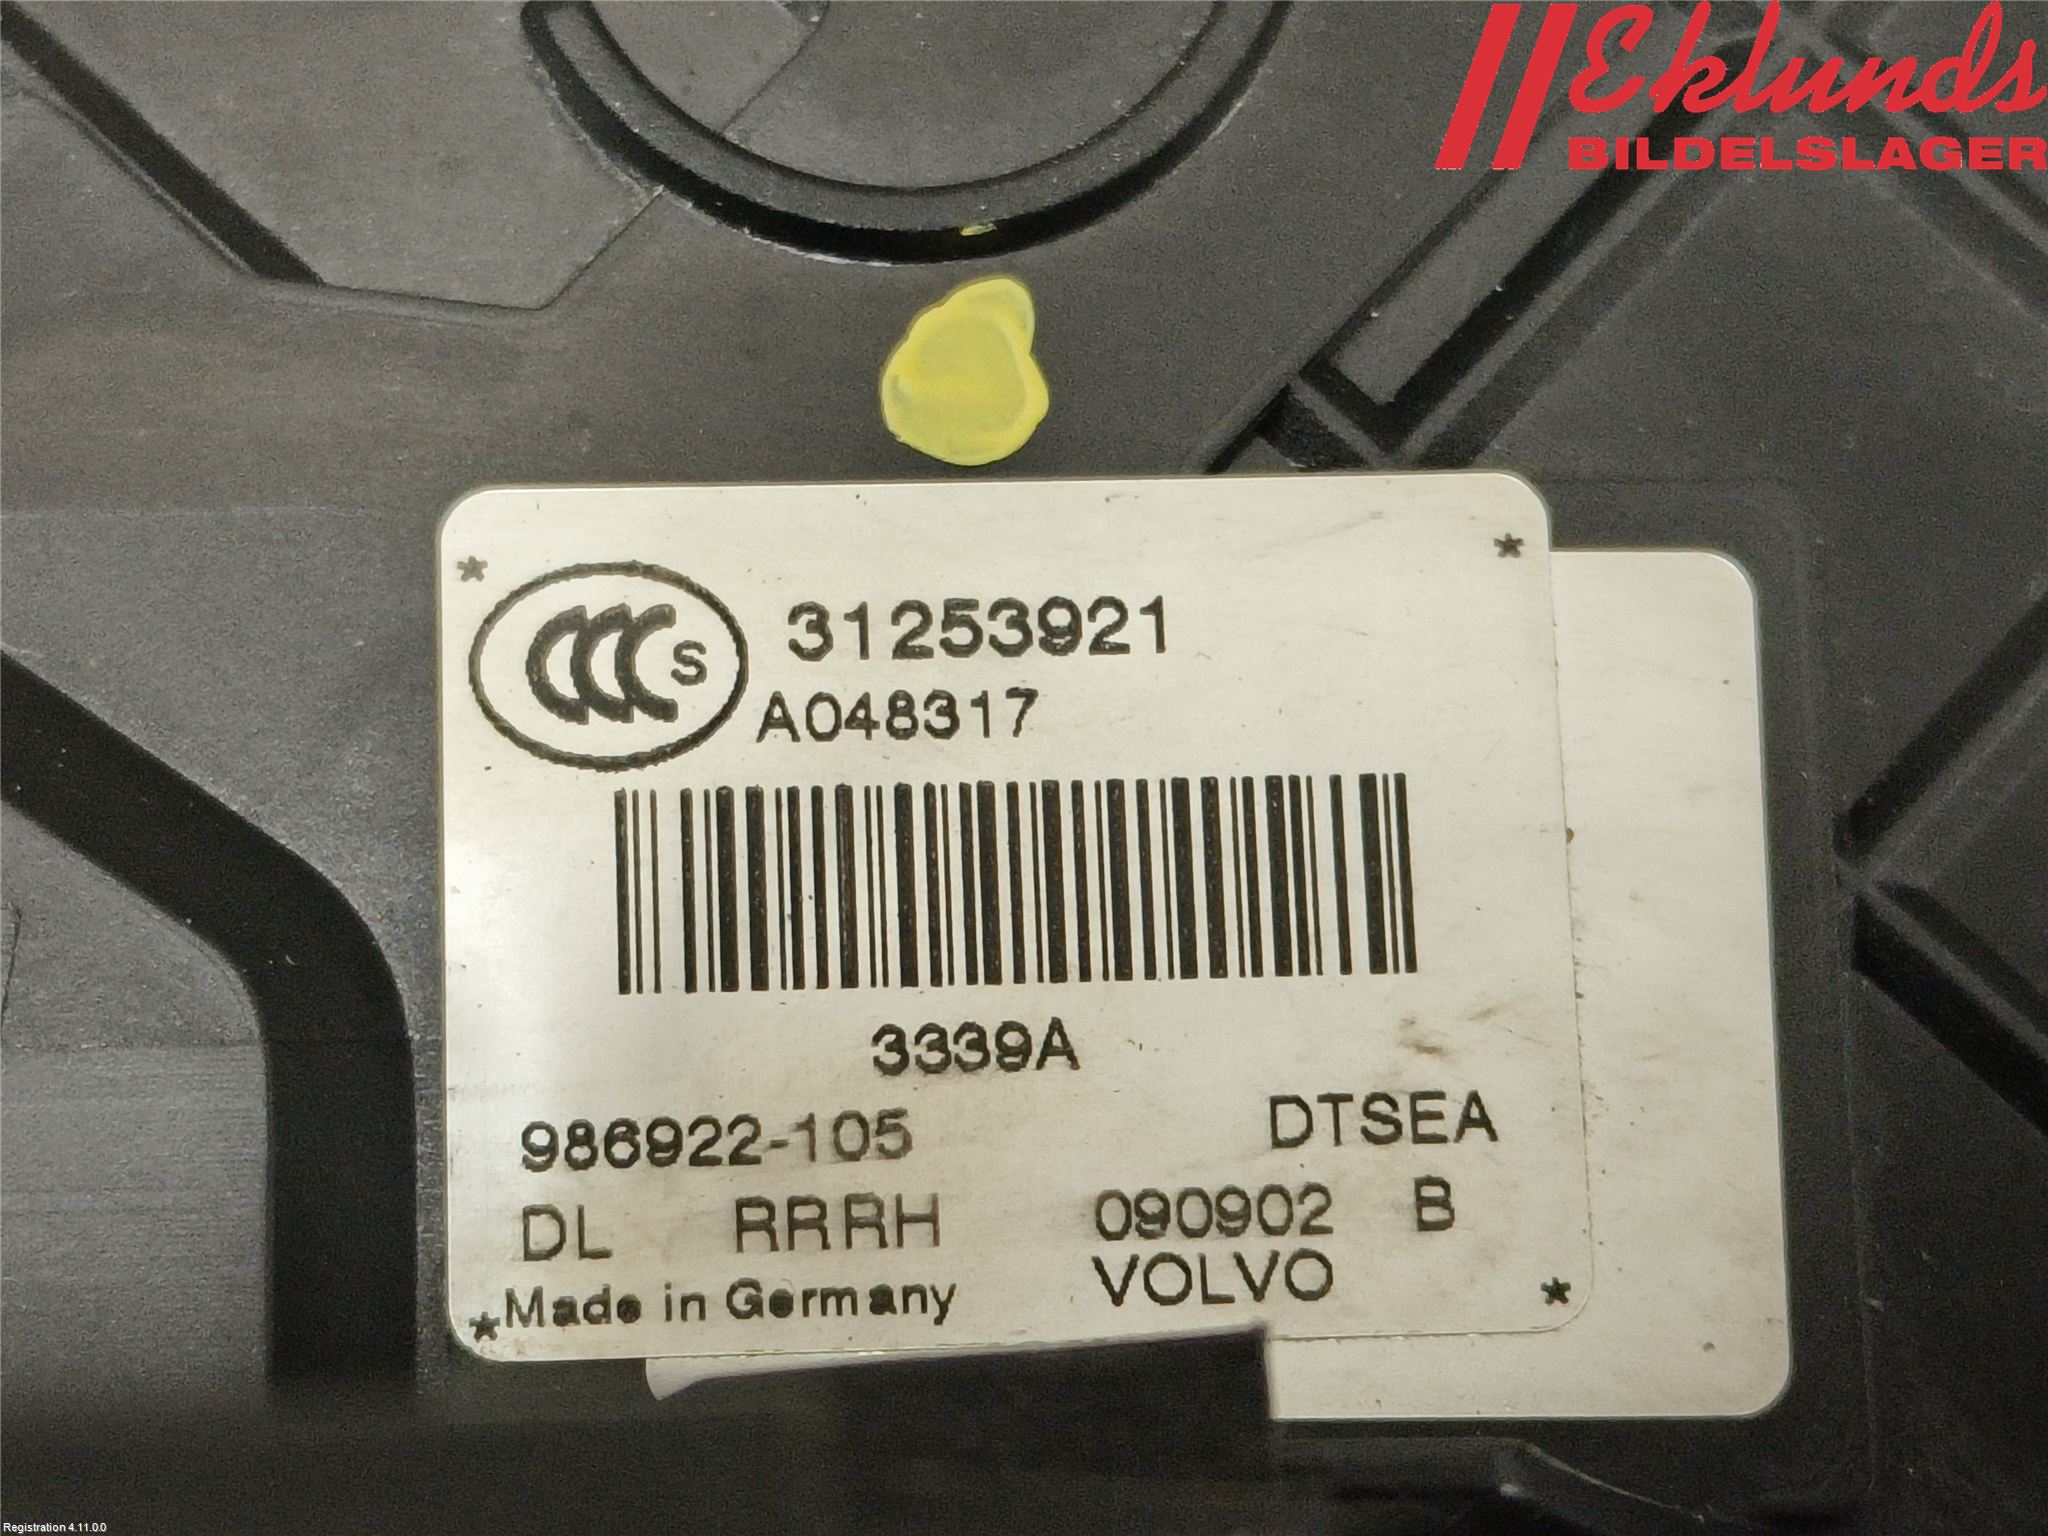 Eklunds
BILDELSLAGER
CCC S
31253921
A048317
3339A
986922-105 DTSEA
DL RRRH 090902 B
Made in Germany VOLVO
Registration 4.11.0.0